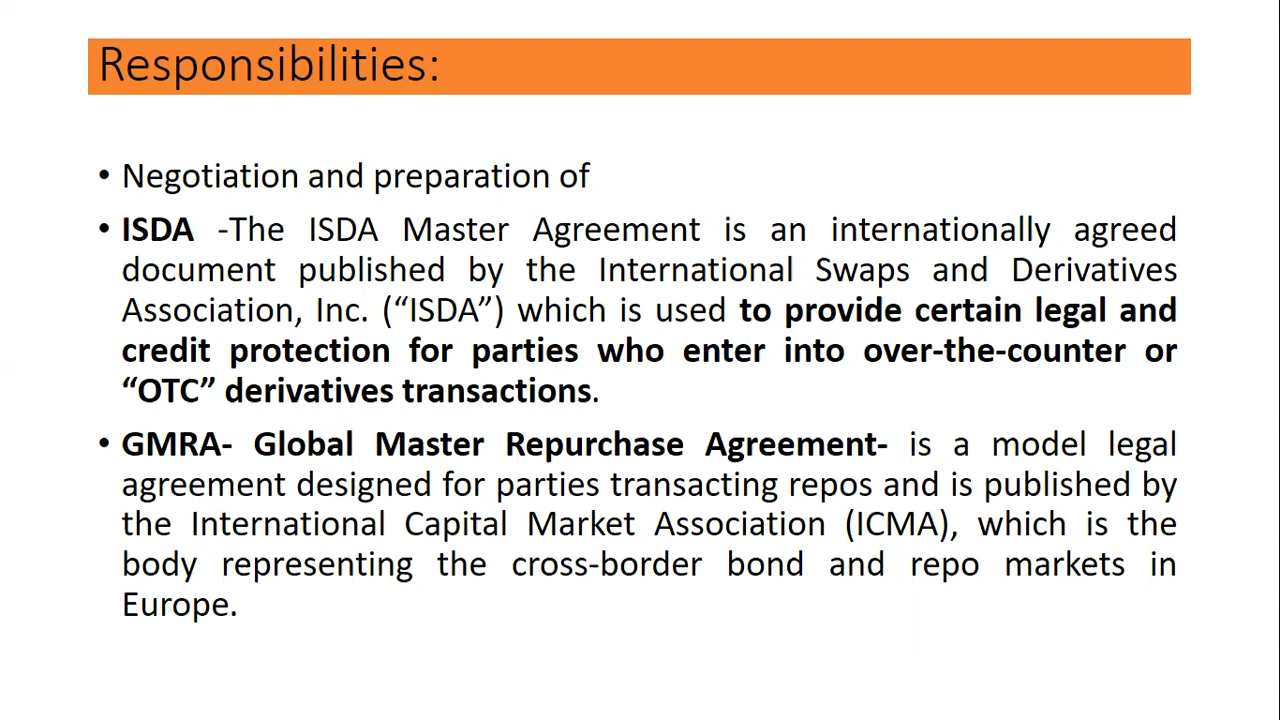 Responsibilities:
• Negotiation and preparation of
• ISDA -The ISDA Master Agreement is an internationally agreed
document published by the International Swaps and Derivatives
Association, Inc. (“ISDA”) which is used to provide certain legal and
credit protection for parties who enter into over-the-counter or
“OTC” derivatives transactions.
• GMRA- Global Master Repurchase Agreement- is a model legal
agreement designed for parties transacting repos and is published by
the International Capital Market Association (ICMA), which is the
body representing the cross-border bond and repo markets in
Europe.